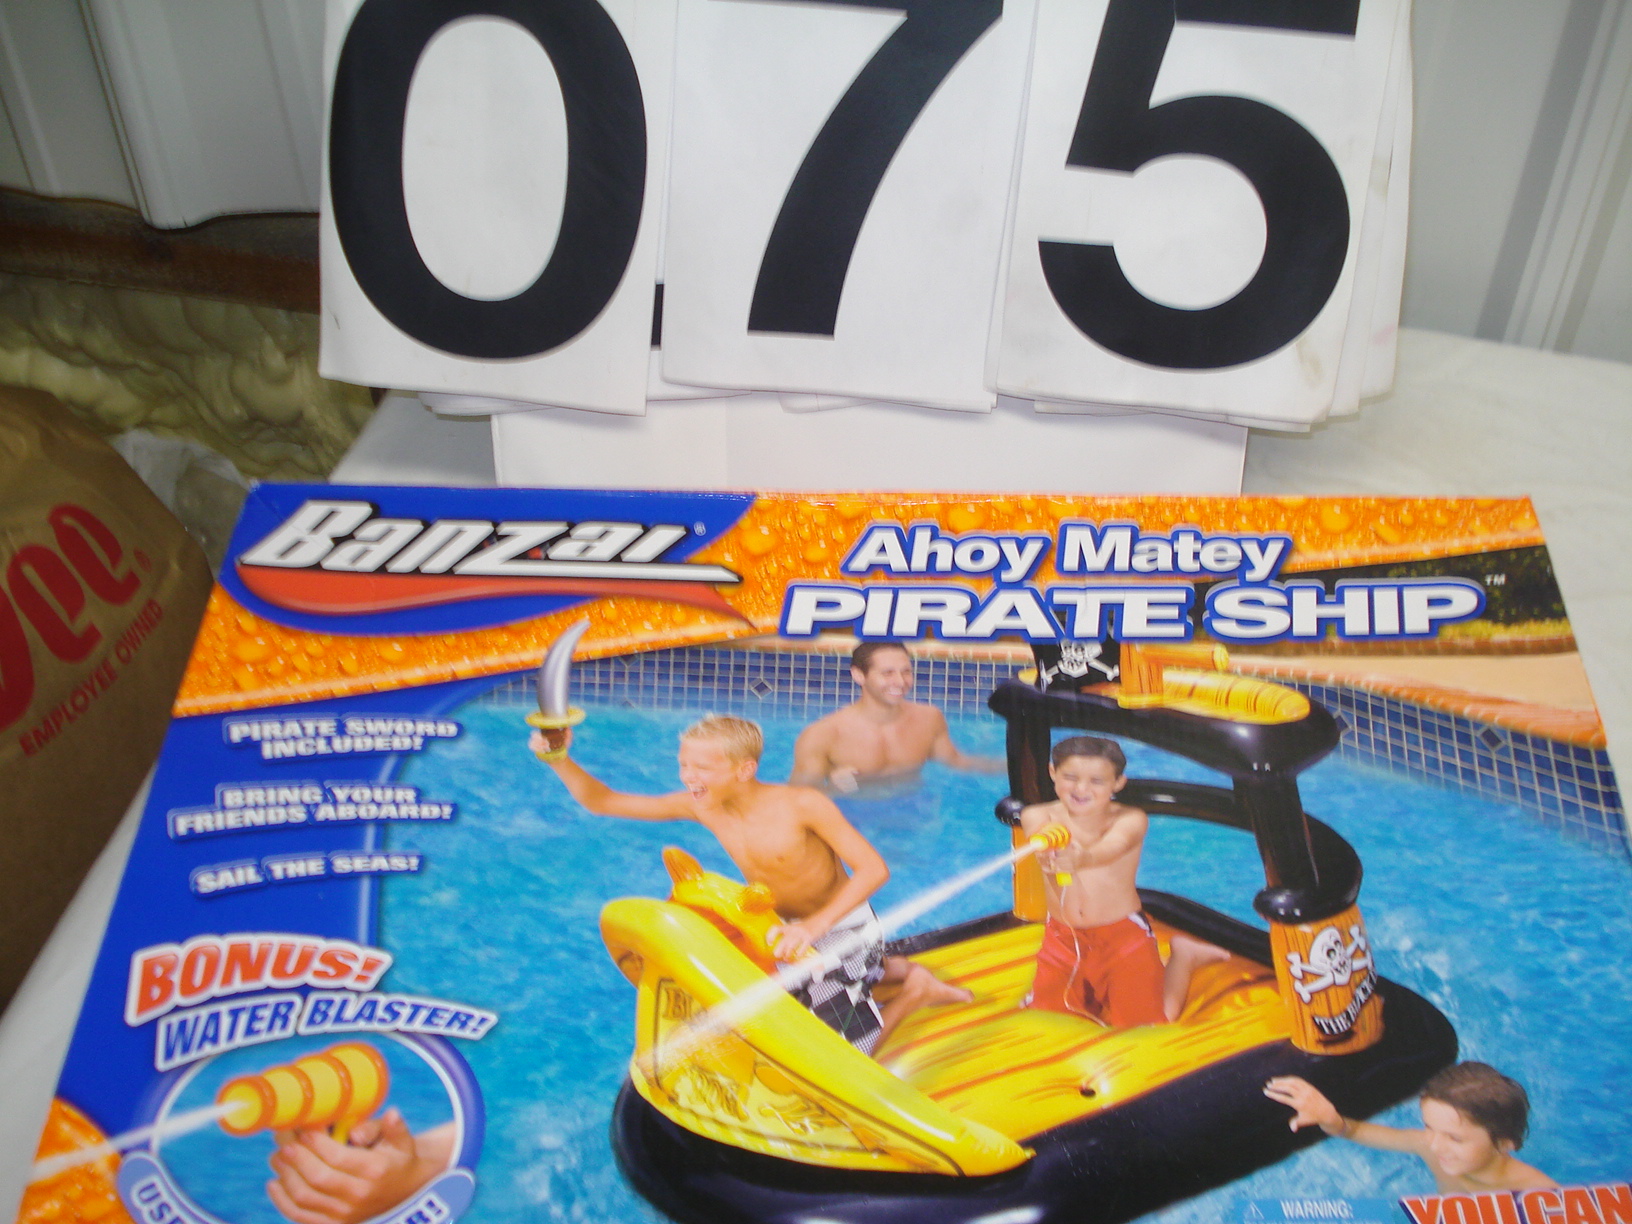 075
BANZAI®
Ahoy Matey
PIRATE SHIP™
PIRATE SWORD
INCLUDED!
BRING YOUR
FRIENDS ABOARD!
SAIL THE SEAS!
BONUS!
WATER BLASTER!
EMPLOYEE OWNED
WARNING:
YOU CAN